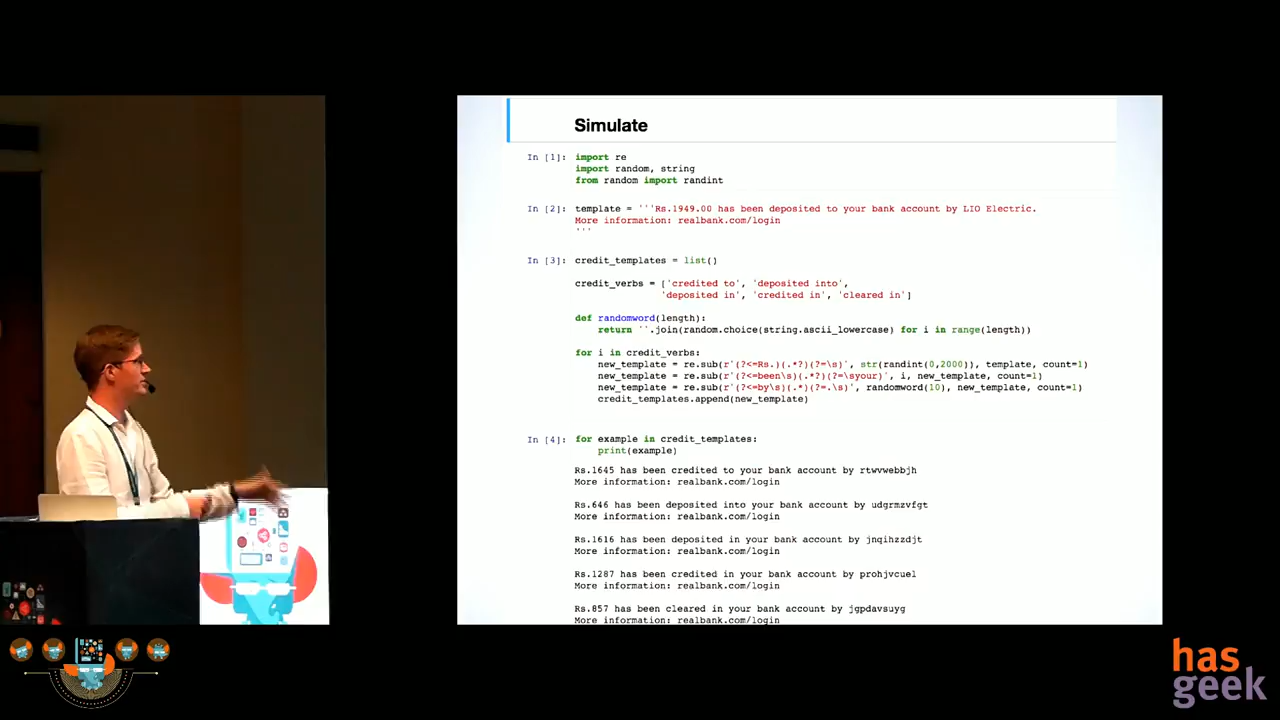 Simulate
In [1]: import re
import random, string
from random import randint
In [2]: template = '''Rs.1949.00 has been deposited to your bank account by LIO Electric.
More information: realbank.com/login
'''
In [3]: credit_templates = list()
credit_verbs = ['credited to', 'deposited into',
'deposited in', 'credited in', 'cleared in']
def randomword(length):
return ''.join(random.choice(string.ascii_lowercase) for i in range(length))
for i in credit_verbs:
new_template = re.sub(r'(?<=Rs.)(.*?)(?=\s)', str(randint(0,2000)), template, count=1)
new_template = re.sub(r'(?<=been\s)(.*)(?=\syour)', i, new_template, count=1)
new_template = re.sub(r'(?<=by\s)(.*)(?=.\s)', randomword(10), new_template, count=1)
credit_templates.append(new_template)
In [4]: for example in credit_templates:
print(example)
Rs.1645 has been credited to your bank account by rtwvwebbjh
More information: realbank.com/login
Rs.646 has been deposited into your bank account by udgrmzvfgt
More information: realbank.com/login
Rs.1616 has been deposited in your bank account by jnqihzzdjt
More information: realbank.com/login
Rs.1287 has been credited in your bank account by prohjvcuel
More information: realbank.com/login
Rs.857 has been cleared in your bank account by jgpdavsuyg
More information: realbank.com/login
has
geek